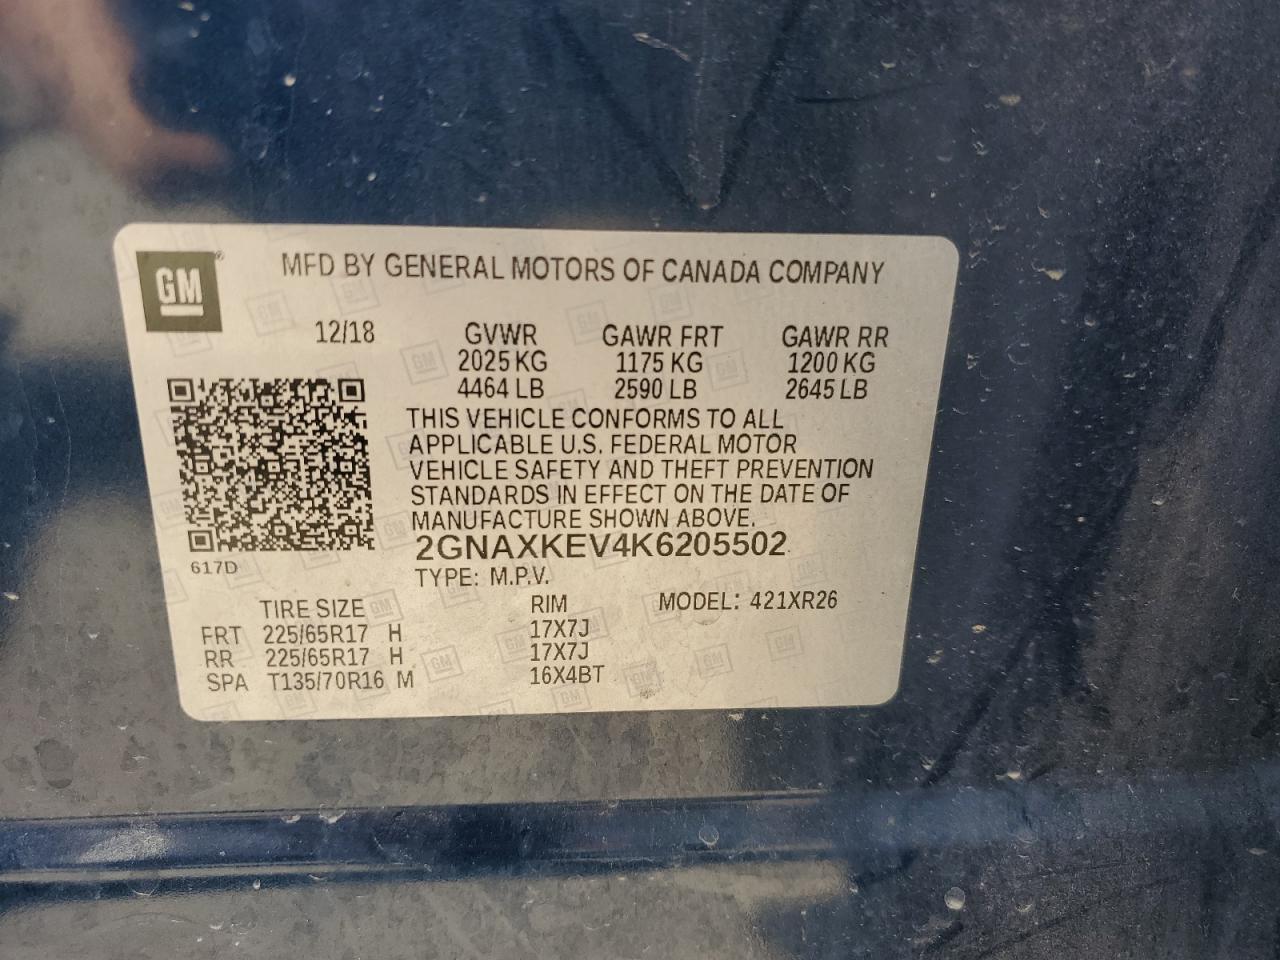 GM
MFD BY GENERAL MOTORS OF CANADA COMPANY
12/18 GVWR GAWR FRT GAWR RR
2025 KG 1175 KG 1200 KG
4464 LB 2590 LB 2645 LB
THIS VEHICLE CONFORMS TO ALL
APPLICABLE U.S. FEDERAL MOTOR
VEHICLE SAFETY AND THEFT PREVENTION
STANDARDS IN EFFECT ON THE DATE OF
MANUFACTURE SHOWN ABOVE.
2GNAXKEV4K6205502
617D
TYPE: M.P.V.
TIRE SIZE RIM MODEL: 421XR26
FRT 225/65R17 H 17X7J
RR 225/65R17 H 17X7J
SPA T135/70R16 M 16X4BT